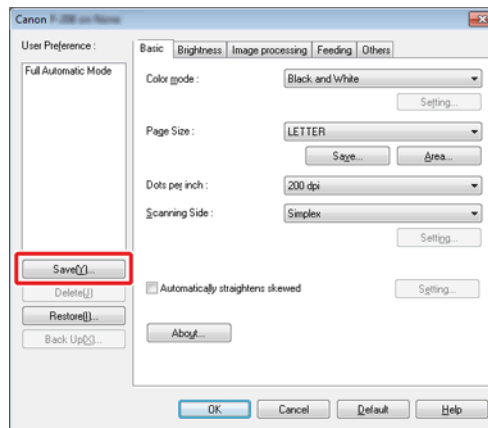 Canon
User Preference :
Full Automatic Mode
Save(Y)...
Delete(J)
Restore(I)...
Back Up(X)...
Basic Brightness Image processing Feeding Others
Color mode : Black and White
Setting...
Page Size : LETTER
Save... Area...
Dots per inch : 200 dpi
Scanning Side : Simplex
Setting...
Automatically straightens skewed Setting...
About...
OK Cancel Default Help